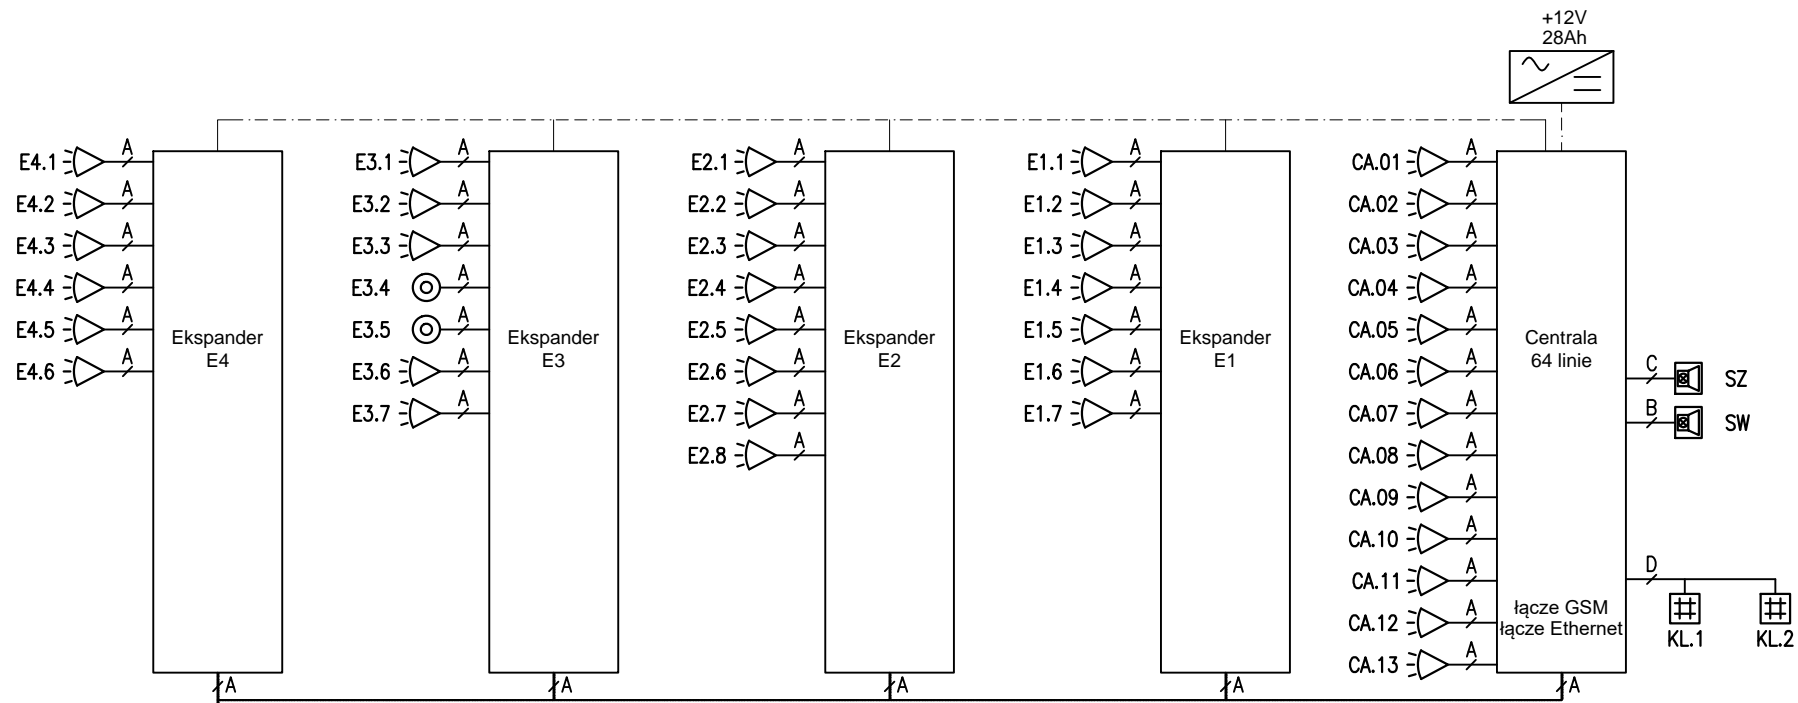 +12V
28Ah
E4.1 A
E4.2 A
E4.3 A
E4.4 A
E4.5 A
E4.6 A
Ekspander
E4
A
E3.1 A
E3.2 A
E3.3 A
E3.4 A
E3.5 A
E3.6 A
E3.7 A
Ekspander
E3
A
E2.1 A
E2.2 A
E2.3 A
E2.4 A
E2.5 A
E2.6 A
E2.7 A
E2.8 A
Ekspander
E2
A
E1.1 A
E1.2 A
E1.3 A
E1.4 A
E1.5 A
E1.6 A
E1.7 A
Ekspander
E1
A
CA.01 A
CA.02 A
CA.03 A
CA.04 A
CA.05 A
CA.06 A
CA.07 A
CA.08 A
CA.09 A
CA.10 A
CA.11 A
CA.12 A
CA.13 A
Centrala
64 linie
łącze GSM
łącze Ethernet
A
C SZ
B SW
D
KL.1 KL.2